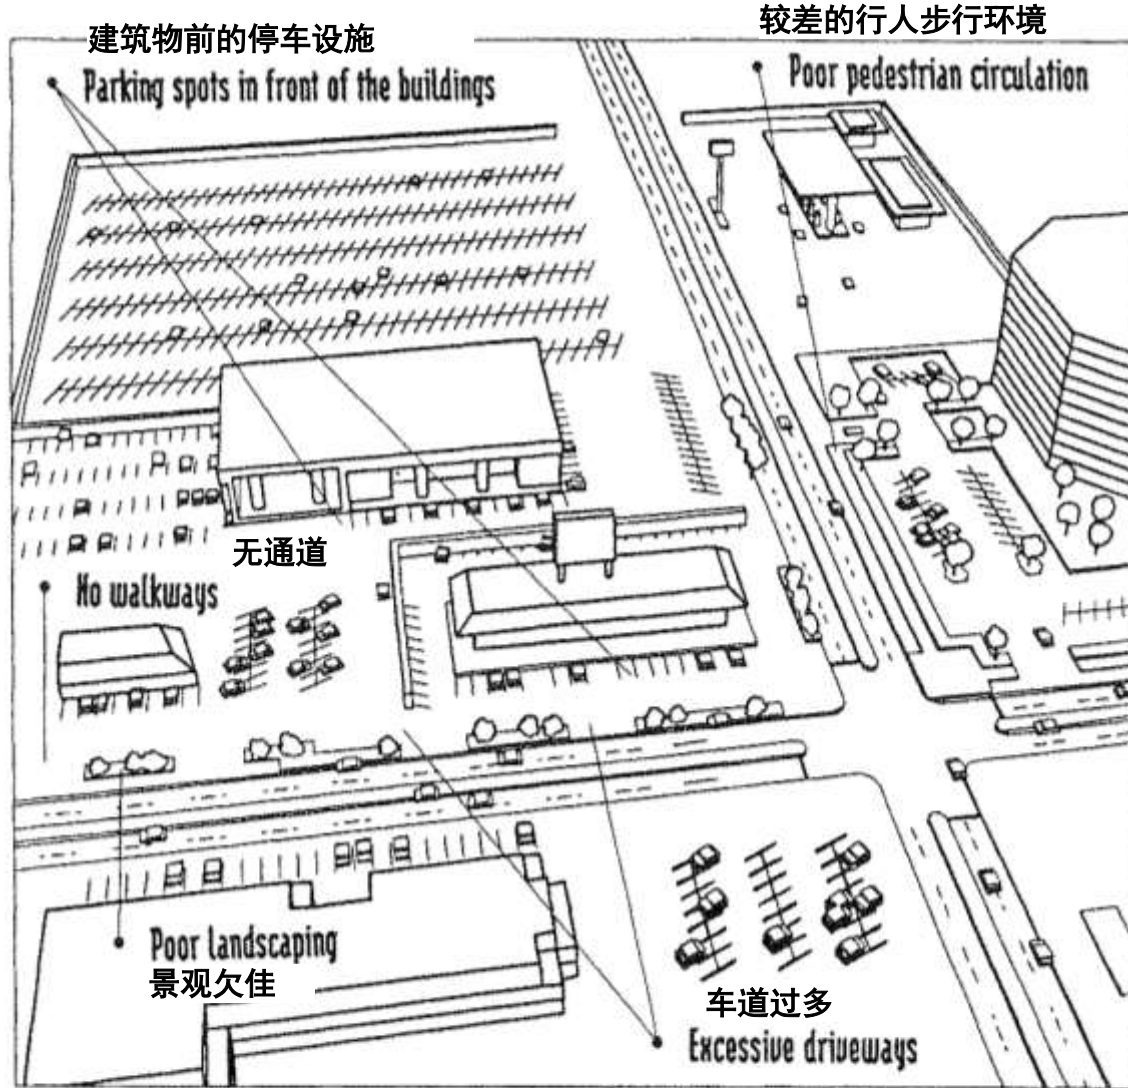 建筑物前的停车设施
Parking spots in front of the buildings
较差的行人步行环境
Poor pedestrian circulation
无通道
No walkways
Poor landscaping
景观欠佳
车道过多
Excessive driveways